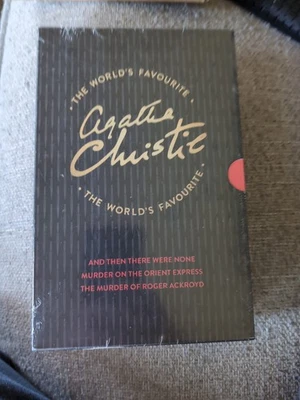 · THE WORLD'S FAVOURITE ·
Agatha
Christie
· THE WORLD'S FAVOURITE ·
AND THEN THERE WERE NONE
MURDER ON THE ORIENT EXPRESS
THE MURDER OF ROGER ACKROYD